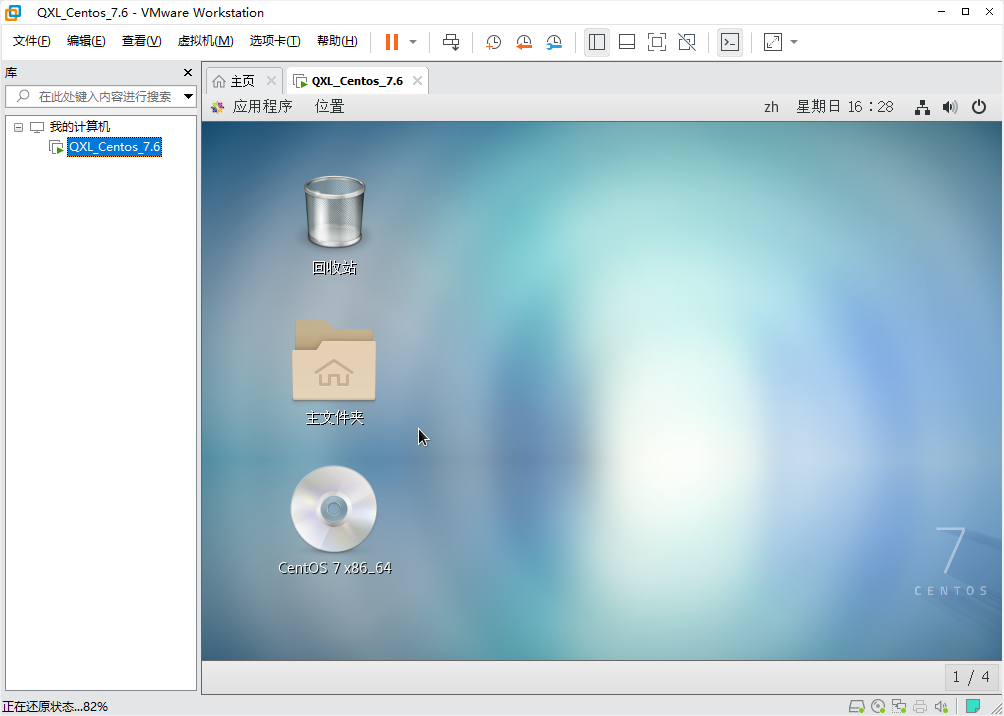 QXL_Centos_7.6 - VMware Workstation
文件(F) 编辑(E) 查看(V) 虚拟机(M) 选项卡(T) 帮助(H)
库
在此处键入内容进行搜索
我的计算机
QXL_Centos_7.6
主页 QXL_Centos_7.6
应用程序 位置 zh 星期日 16：28
回收站
主文件夹
CentOS 7 x86_64
7
CENTOS
1 / 4
正在还原状态...82%